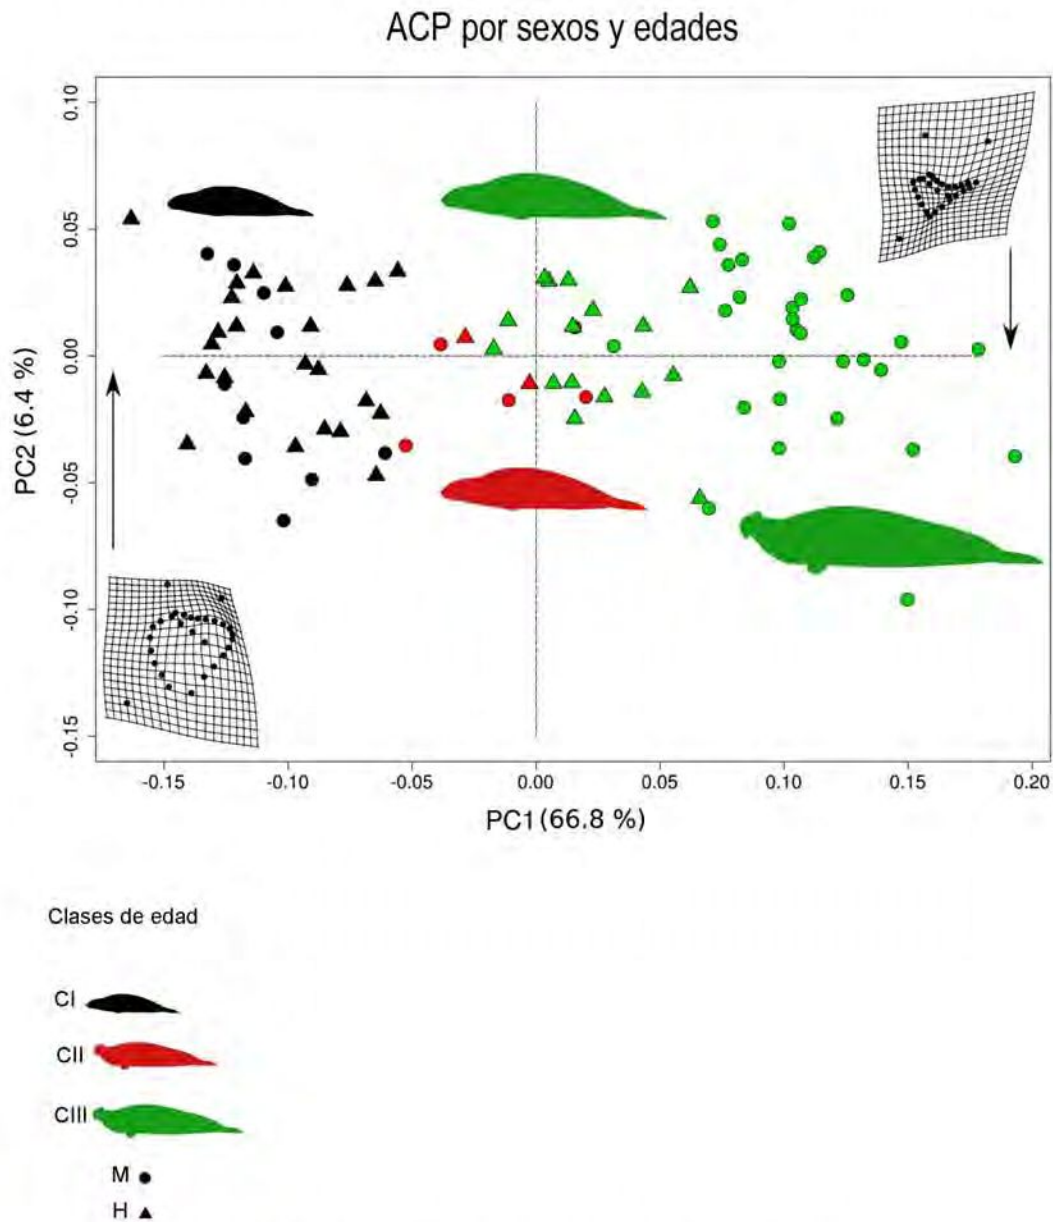 ACP por sexos y edades
0.10
0.05
0.00
-0.05
-0.10
-0.15
PC2 (6.4 %)
-0.15 -0.10 -0.05 0.00 0.05 0.10 0.15 0.20
PC1 (66.8 %)
Clases de edad
CI
CII
CIII
M
H